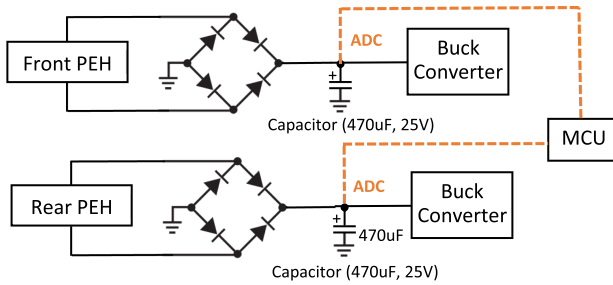 ADC
Front PEH
Buck
Converter
+
Capacitor (470uF, 25V)
MCU
ADC
Rear PEH
Buck
Converter
+
470uF
Capacitor (470uF, 25V)